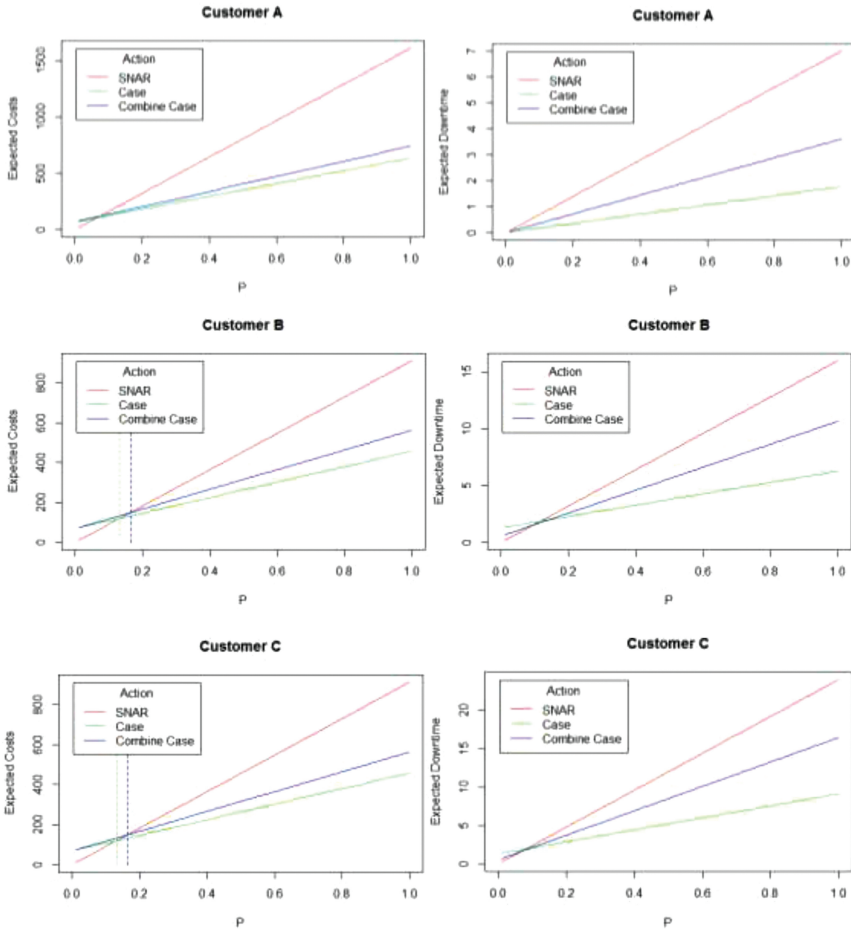 Customer A
Expected Costs
1500
1000
500
0
Action
SNAR
Case
Combine Case
0.0 0.2 0.4 0.6 0.8 1.0
P
Customer A
Expected Downtime
7
6
5
4
3
2
1
0
Action
SNAR
Case
Combine Case
0.0 0.2 0.4 0.6 0.8 1.0
P
Customer B
Expected Costs
800
600
400
200
0
Action
SNAR
Case
Combine Case
0.0 0.2 0.4 0.6 0.8 1.0
P
Customer B
Expected Downtime
15
10
5
0
Action
SNAR
Case
Combine Case
0.0 0.2 0.4 0.6 0.8 1.0
P
Customer C
Expected Costs
800
600
400
200
0
Action
SNAR
Case
Combine Case
0.0 0.2 0.4 0.6 0.8 1.0
P
Customer C
Expected Downtime
20
15
10
5
0
Action
SNAR
Case
Combine Case
0.0 0.2 0.4 0.6 0.8 1.0
P